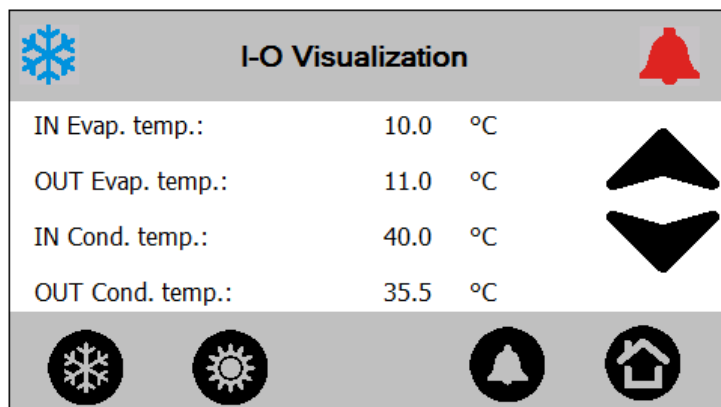 I-O Visualization
IN Evap. temp.: 10.0 °C
OUT Evap. temp.: 11.0 °C
IN Cond. temp.: 40.0 °C
OUT Cond. temp.: 35.5 °C